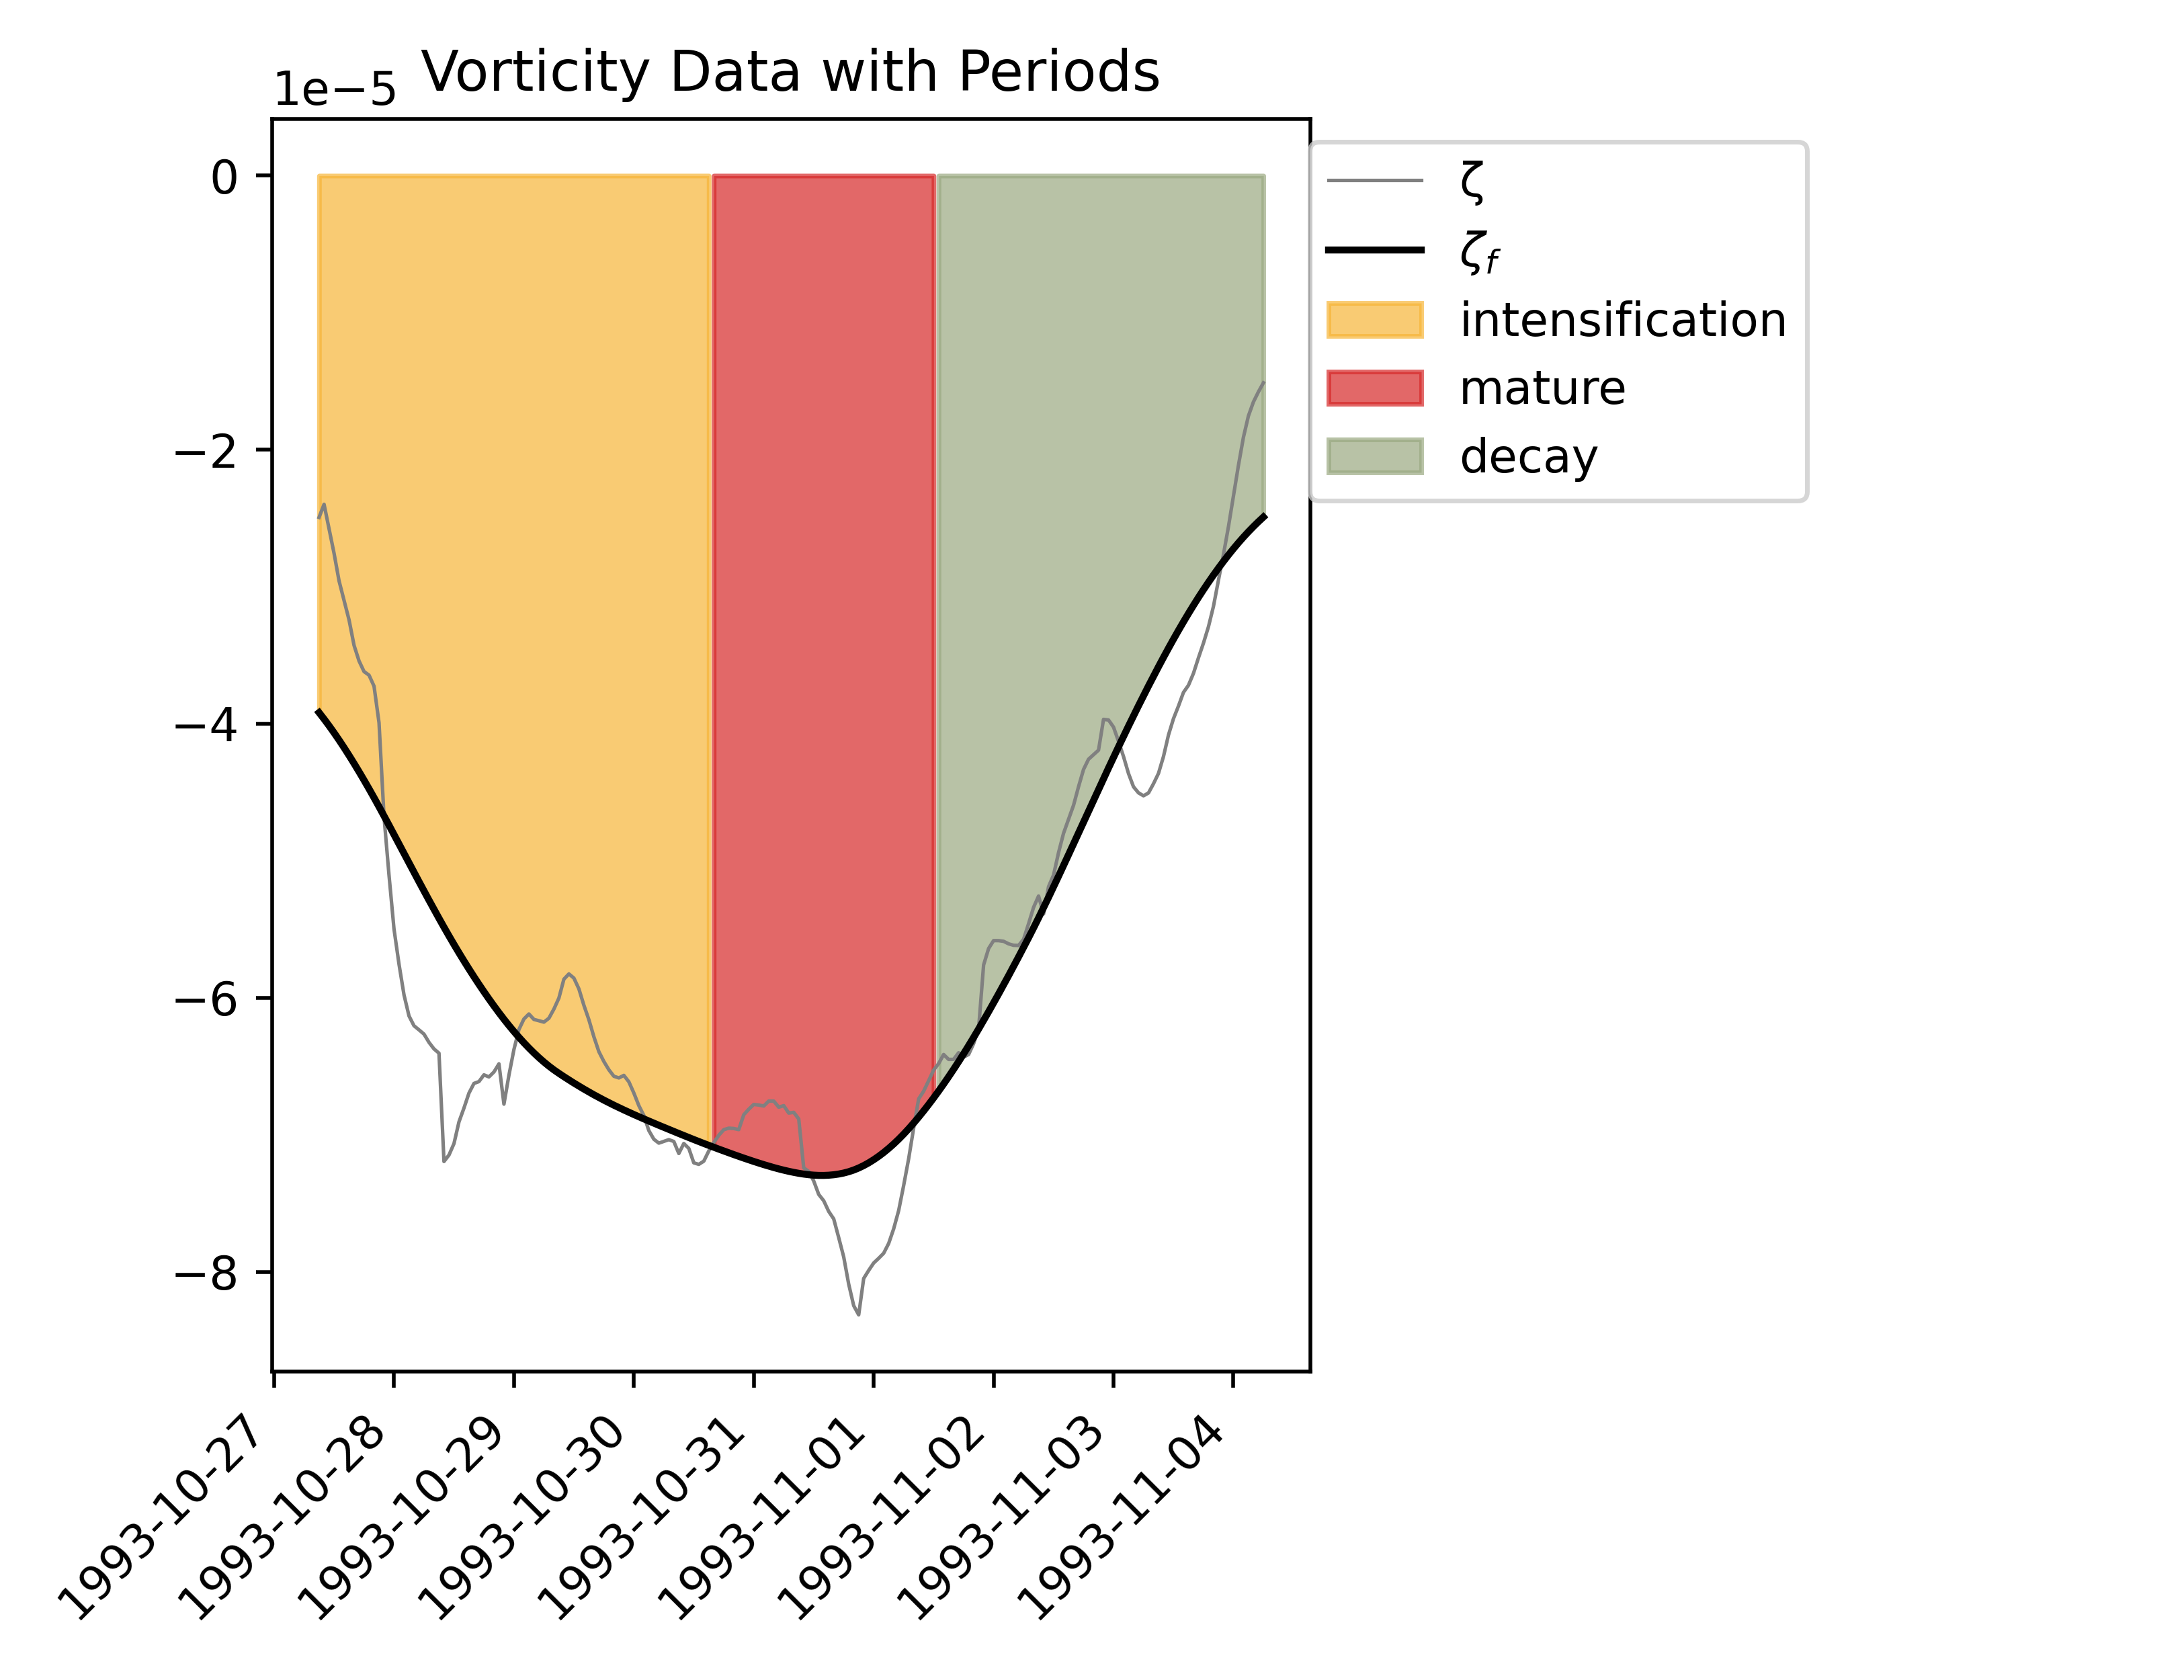 Vorticity Data with Periods
1e−5
0
−2
−4
−6
−8
1993-10-27
1993-10-28
1993-10-29
1993-10-30
1993-10-31
1993-11-01
1993-11-02
1993-11-03
1993-11-04
ζ
ζf
intensification
mature
decay